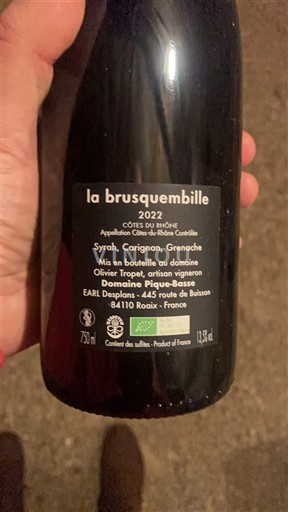 la brusquembille
2022
CÔTES DU RHÔNE
Appellation Côtes-du-Rhône Contrôlée
Syrah, Carignan, Grenache
Mis en bouteille au domaine
Olivier Tropet, artisan vigneron
Domaine Pique-Basse
EARL Desplans - 445 route de Buisson
84110 Roaix - France
750 ml
13,5% vol.
Contient des sulfites - Product of France